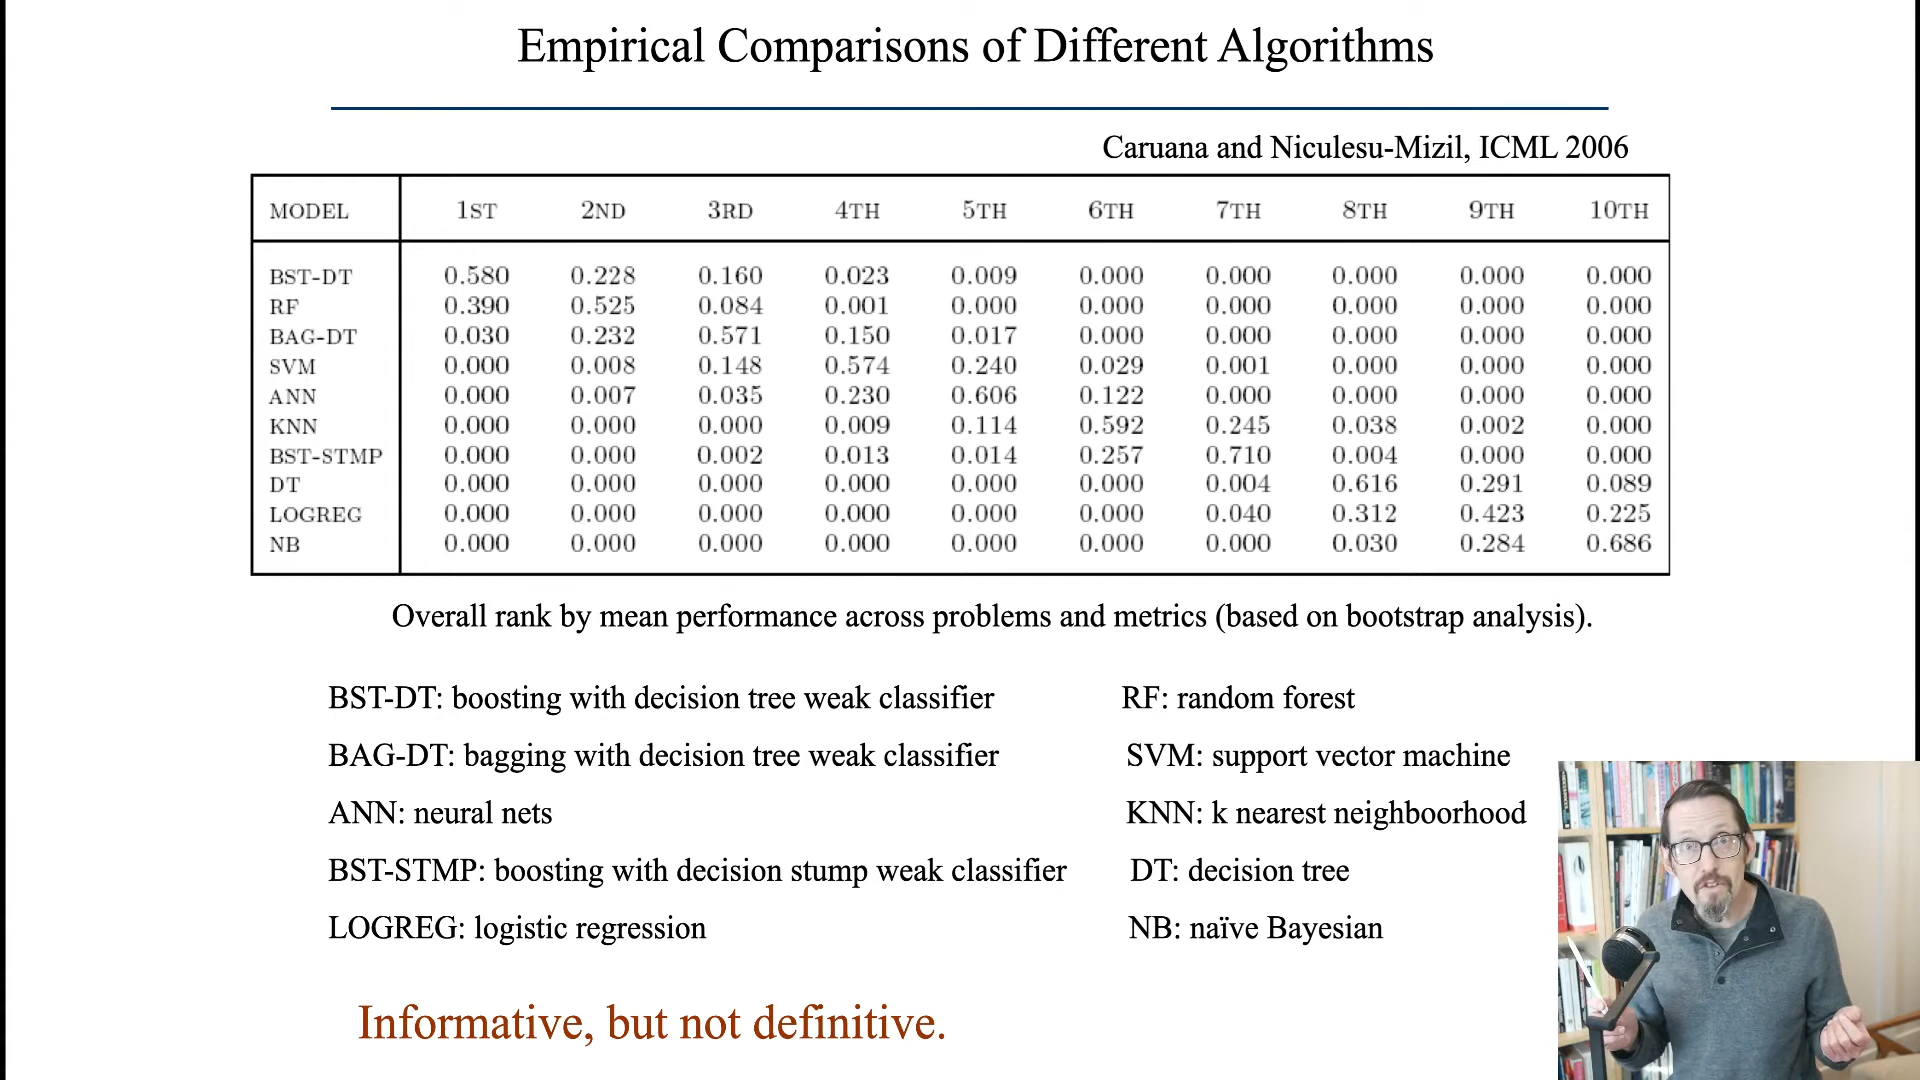 Empirical Comparisons of Different Algorithms
Caruana and Niculesu-Mizil, ICML 2006
MODEL 1ST 2ND 3RD 4TH 5TH 6TH 7TH 8TH 9TH 10TH
BST-DT 0.580 0.228 0.160 0.023 0.009 0.000 0.000 0.000 0.000 0.000
RF 0.390 0.525 0.084 0.001 0.000 0.000 0.000 0.000 0.000 0.000
BAG-DT 0.030 0.232 0.571 0.150 0.017 0.000 0.000 0.000 0.000 0.000
SVM 0.000 0.008 0.148 0.574 0.240 0.029 0.001 0.000 0.000 0.000
ANN 0.000 0.007 0.035 0.230 0.606 0.122 0.000 0.000 0.000 0.000
KNN 0.000 0.000 0.000 0.009 0.114 0.592 0.245 0.038 0.002 0.000
BST-STMP 0.000 0.000 0.002 0.013 0.014 0.257 0.710 0.004 0.000 0.000
DT 0.000 0.000 0.000 0.000 0.000 0.000 0.004 0.616 0.291 0.089
LOGREG 0.000 0.000 0.000 0.000 0.000 0.000 0.040 0.312 0.423 0.225
NB 0.000 0.000 0.000 0.000 0.000 0.000 0.000 0.030 0.284 0.686
Overall rank by mean performance across problems and metrics (based on bootstrap analysis).
BST-DT: boosting with decision tree weak classifier RF: random forest
BAG-DT: bagging with decision tree weak classifier SVM: support vector machine
ANN: neural nets KNN: k nearest neighboorhood
BST-STMP: boosting with decision stump weak classifier DT: decision tree
LOGREG: logistic regression NB: naïve Bayesian
Informative, but not definitive.